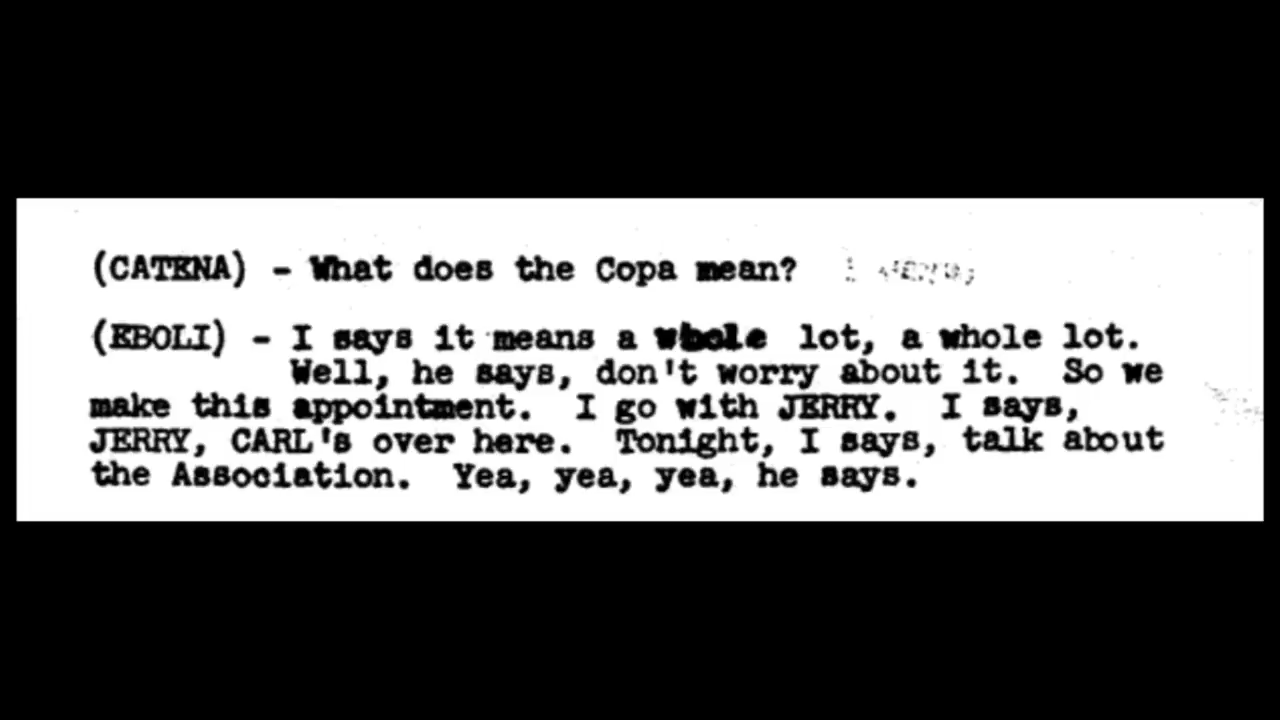 (CATENA) - What does the Copa mean?
(EBOLI) - I says it means a whole lot, a whole lot.
Well, he says, don't worry about it. So we
make this appointment. I go with JERRY. I says,
JERRY, CARL's over here. Tonight, I says, talk about
the Association. Yea, yea, yea, he says.